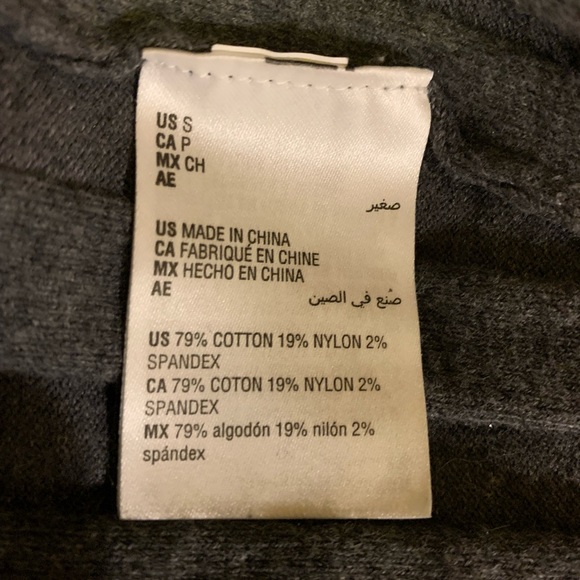 US S
CA P
MX CH
AE
صغير
US MADE IN CHINA
CA FABRIQUÉ EN CHINE
MX HECHO EN CHINA
AE
صُنع في الصين
US 79% COTTON 19% NYLON 2%
SPANDEX
CA 79% COTON 19% NYLON 2%
SPANDEX
MX 79% algodón 19% nilón 2%
spándex